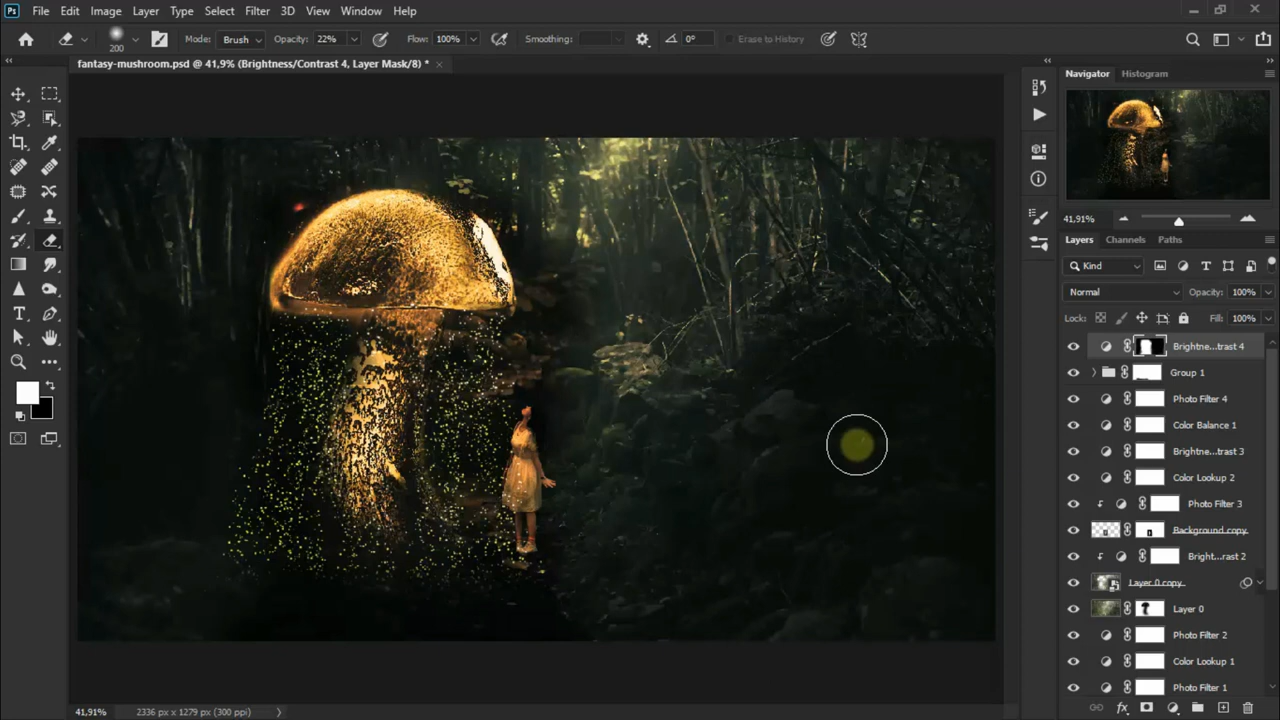 Ps File Edit Image Layer Type Select Filter 3D View Window Help
200 Mode: Brush Opacity: 22% Flow: 100% Smoothing: 0° Erase to History
fantasy-mushroom.psd @ 41,9% (Brightness/Contrast 4, Layer Mask/8) * ×
Navigator Histogram
41,91%
Layers Channels Paths
Kind
Normal Opacity: 100%
Lock: Fill: 100%
Brightne...trast 4
Group 1
Photo Filter 4
Color Balance 1
Brightne...trast 3
Color Lookup 2
Photo Filter 3
Background copy
Bright...rast 2
Layer 0 copy
Layer 0
Photo Filter 2
Color Lookup 1
Photo Filter 1
41,91% 2336 px x 1279 px (300 ppi)